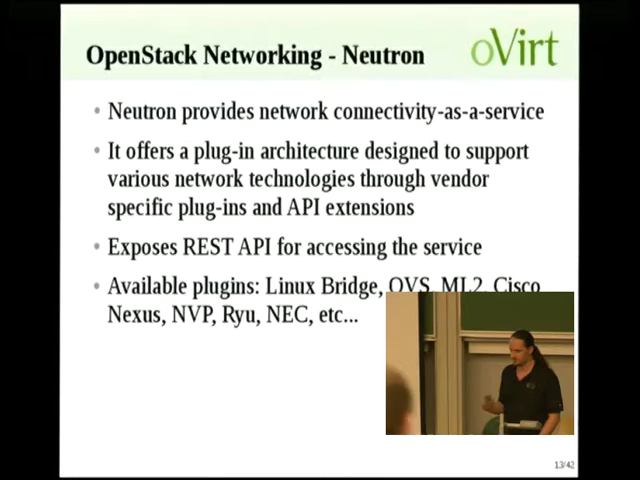 OpenStack Networking - Neutron
oVirt
Neutron provides network connectivity-as-a-service
It offers a plug-in architecture designed to support
various network technologies through vendor
specific plug-ins and API extensions
Exposes REST API for accessing the service
Available plugins: Linux Bridge, OVS, ML2, Cisco
Nexus, NVP, Ryu, NEC, etc...
13/42